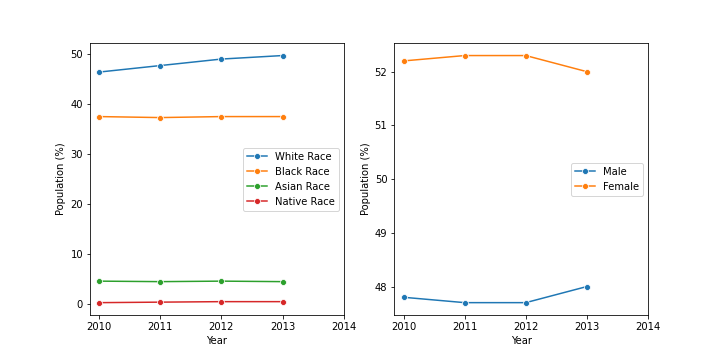 50
40
30
20
10
0
Population (%)
White Race
Black Race
Asian Race
Native Race
2010 2011 2012 2013 2014
Year
52
51
50
49
48
Population (%)
Male
Female
2010 2011 2012 2013 2014
Year